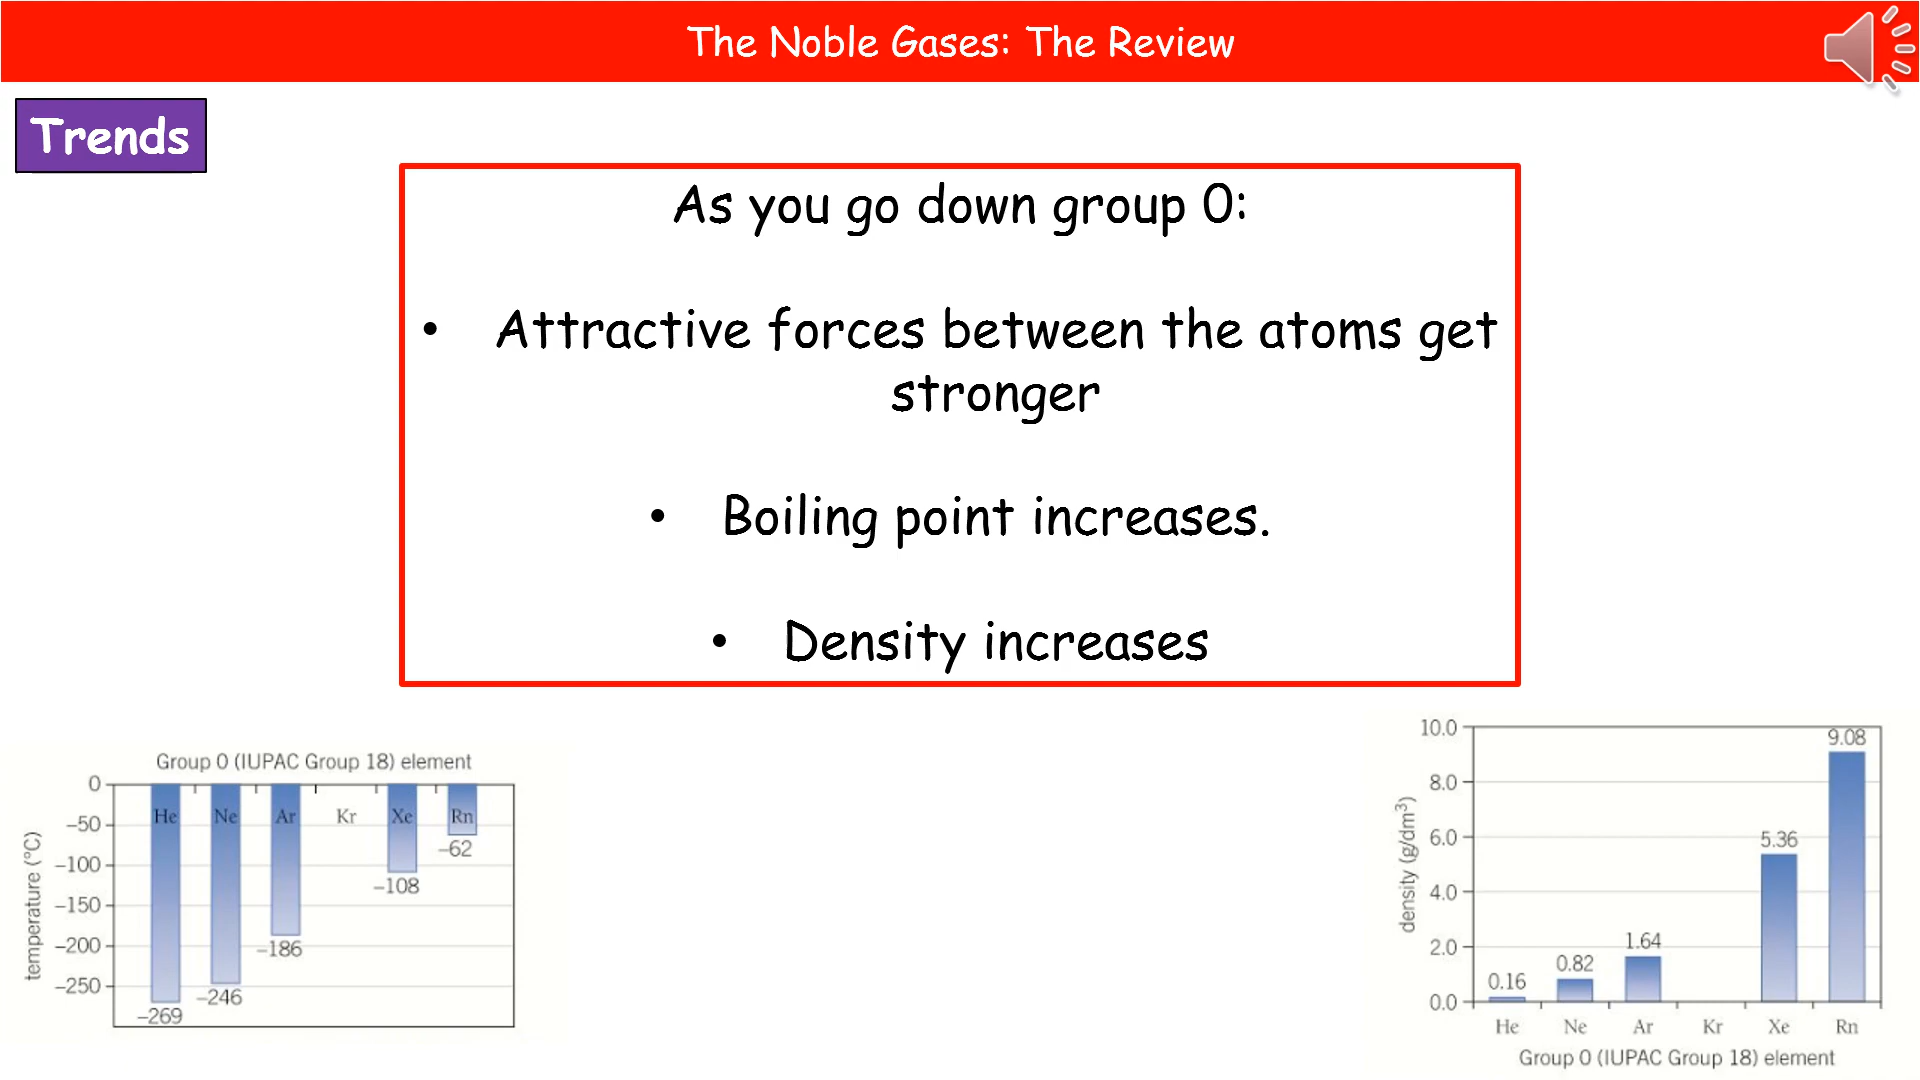 The Noble Gases: The Review
Trends
As you go down group 0:
• Attractive forces between the atoms get
stronger
• Boiling point increases.
• Density increases
Group 0 (IUPAC Group 18) element
temperature (°C)
0
−50
−100
−150
−200
−250
He Ne Ar Kr Xe Rn
−269
−246
−186
−108
−62
density (g/dm³)
10.0
8.0
6.0
4.0
2.0
0.0
0.16
0.82
1.64
5.36
9.08
He Ne Ar Kr Xe Rn
Group 0 (IUPAC Group 18) element